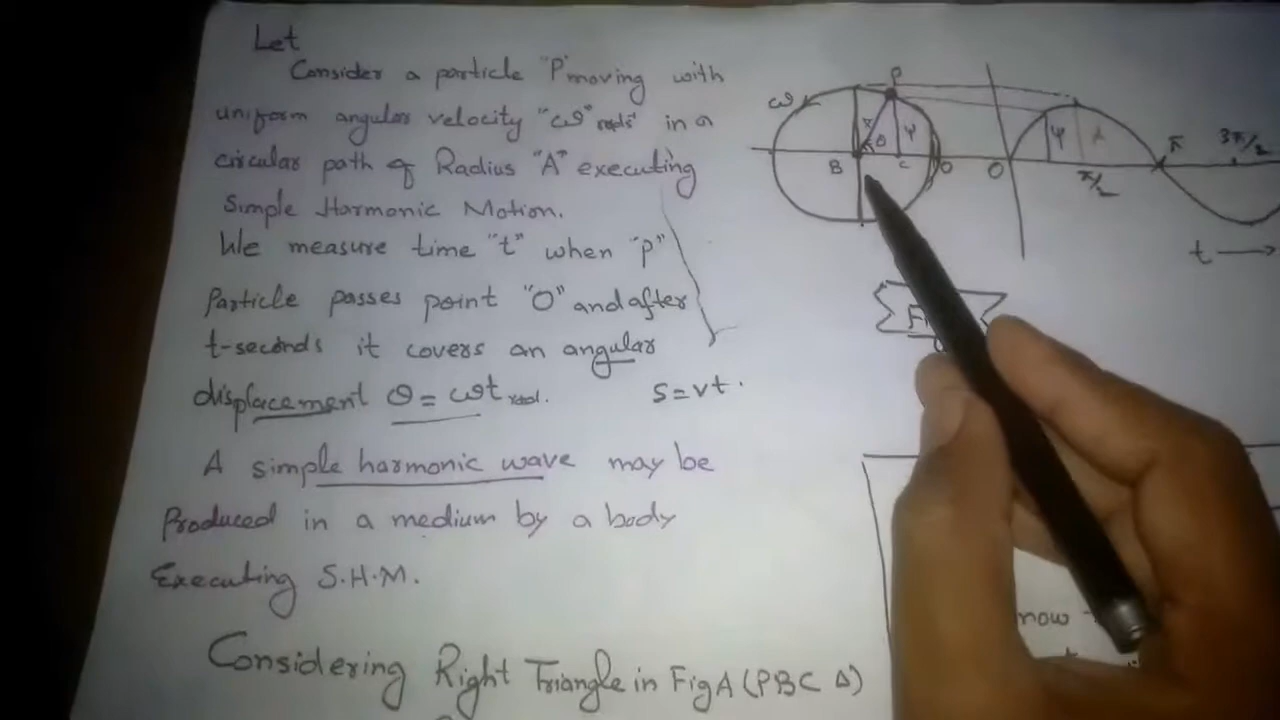 Let
Consider a particle "P" moving with
uniform angular velocity "ω" rad/s in a
circular path of Radius "A" executing
Simple Harmonic Motion.
We measure time "t" when "p"
Particle passes point "O" and after
t-seconds it covers an angular
displacement θ = ωt rad.
S = vt.
A simple harmonic wave may be
Produced in a medium by a body
Executing S.H.M.
Considering Right Triangle in Fig A (PBC Δ)
P
ω
θ
Y
B
C
O
O
Y
A
π/2
π
3π/2
t
now